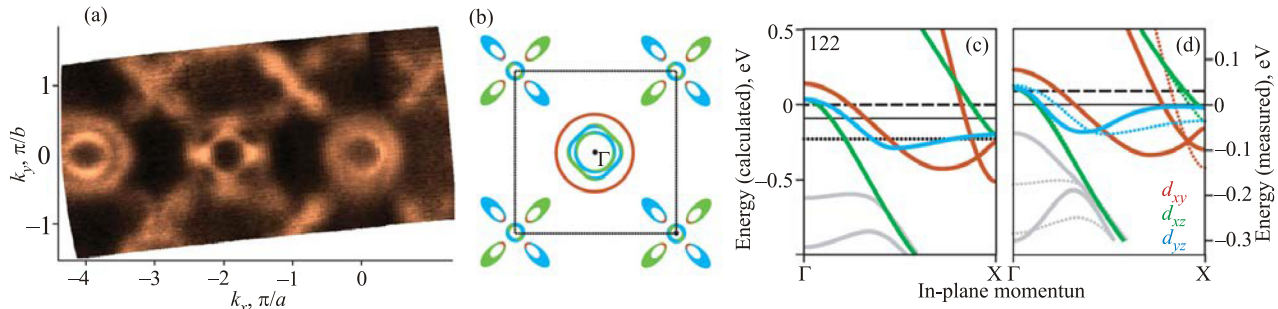 (a)
1
0
−1
k_y, π/b
−4
−3
−2
−1
0
k_x, π/a
(b)
Γ
0.5
122
(c)
0
−0.5
Energy (calculated), eV
Γ
X
(d)
0.1
0
−0.1
−0.2
−0.3
Energy (measured), eV
d_xy
d_xz
d_yz
Γ
X
In-plane momentun